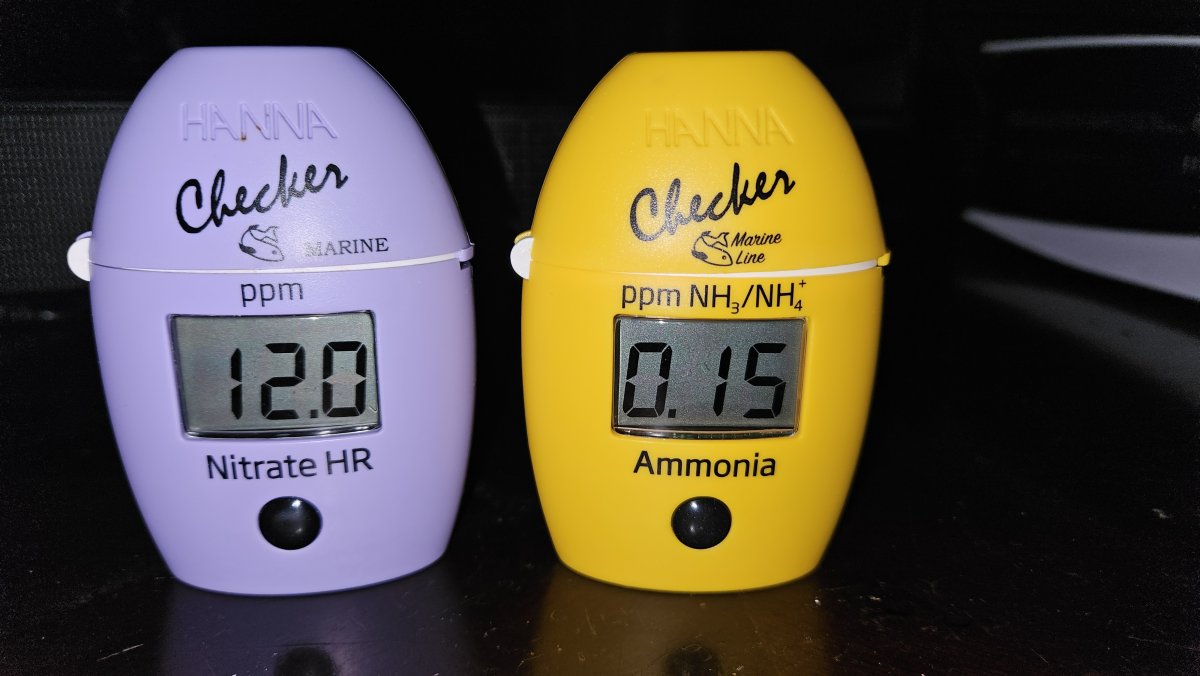 HANNA
Checker
MARINE
ppm
12.0
Nitrate HR
HANNA
Checker
Marine
Line
ppm NH₃/NH₄⁺
0.15
Ammonia